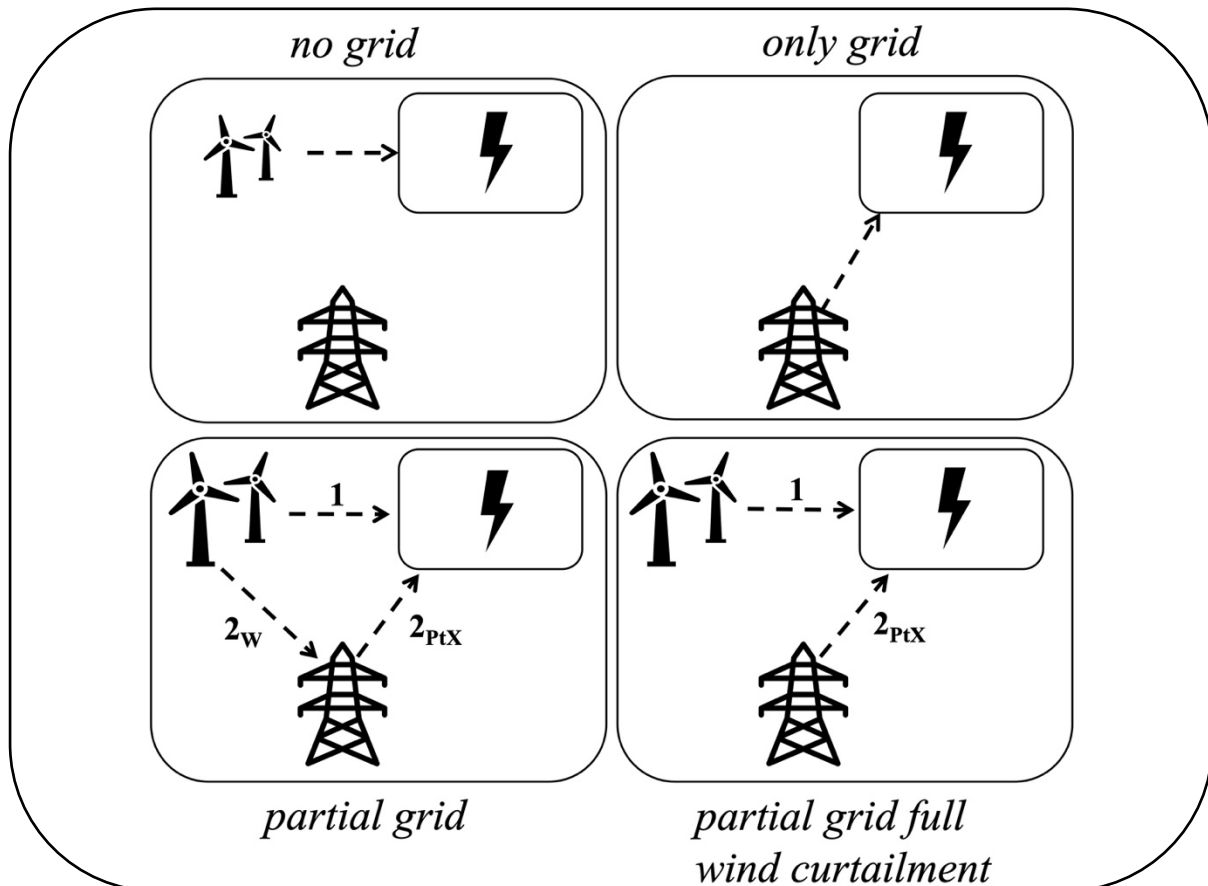 no grid
only grid
1
2W
2PtX
1
2PtX
partial grid
partial grid full
wind curtailment